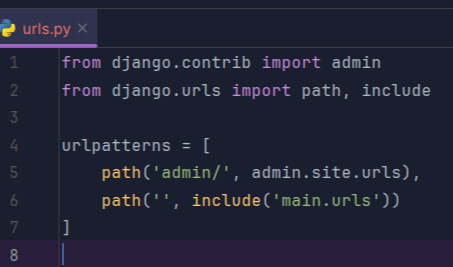 urls.py
1 from django.contrib import admin
2 from django.urls import path, include
3
4 urlpatterns = [
5     path('admin/', admin.site.urls),
6     path('', include('main.urls'))
7 ]
8